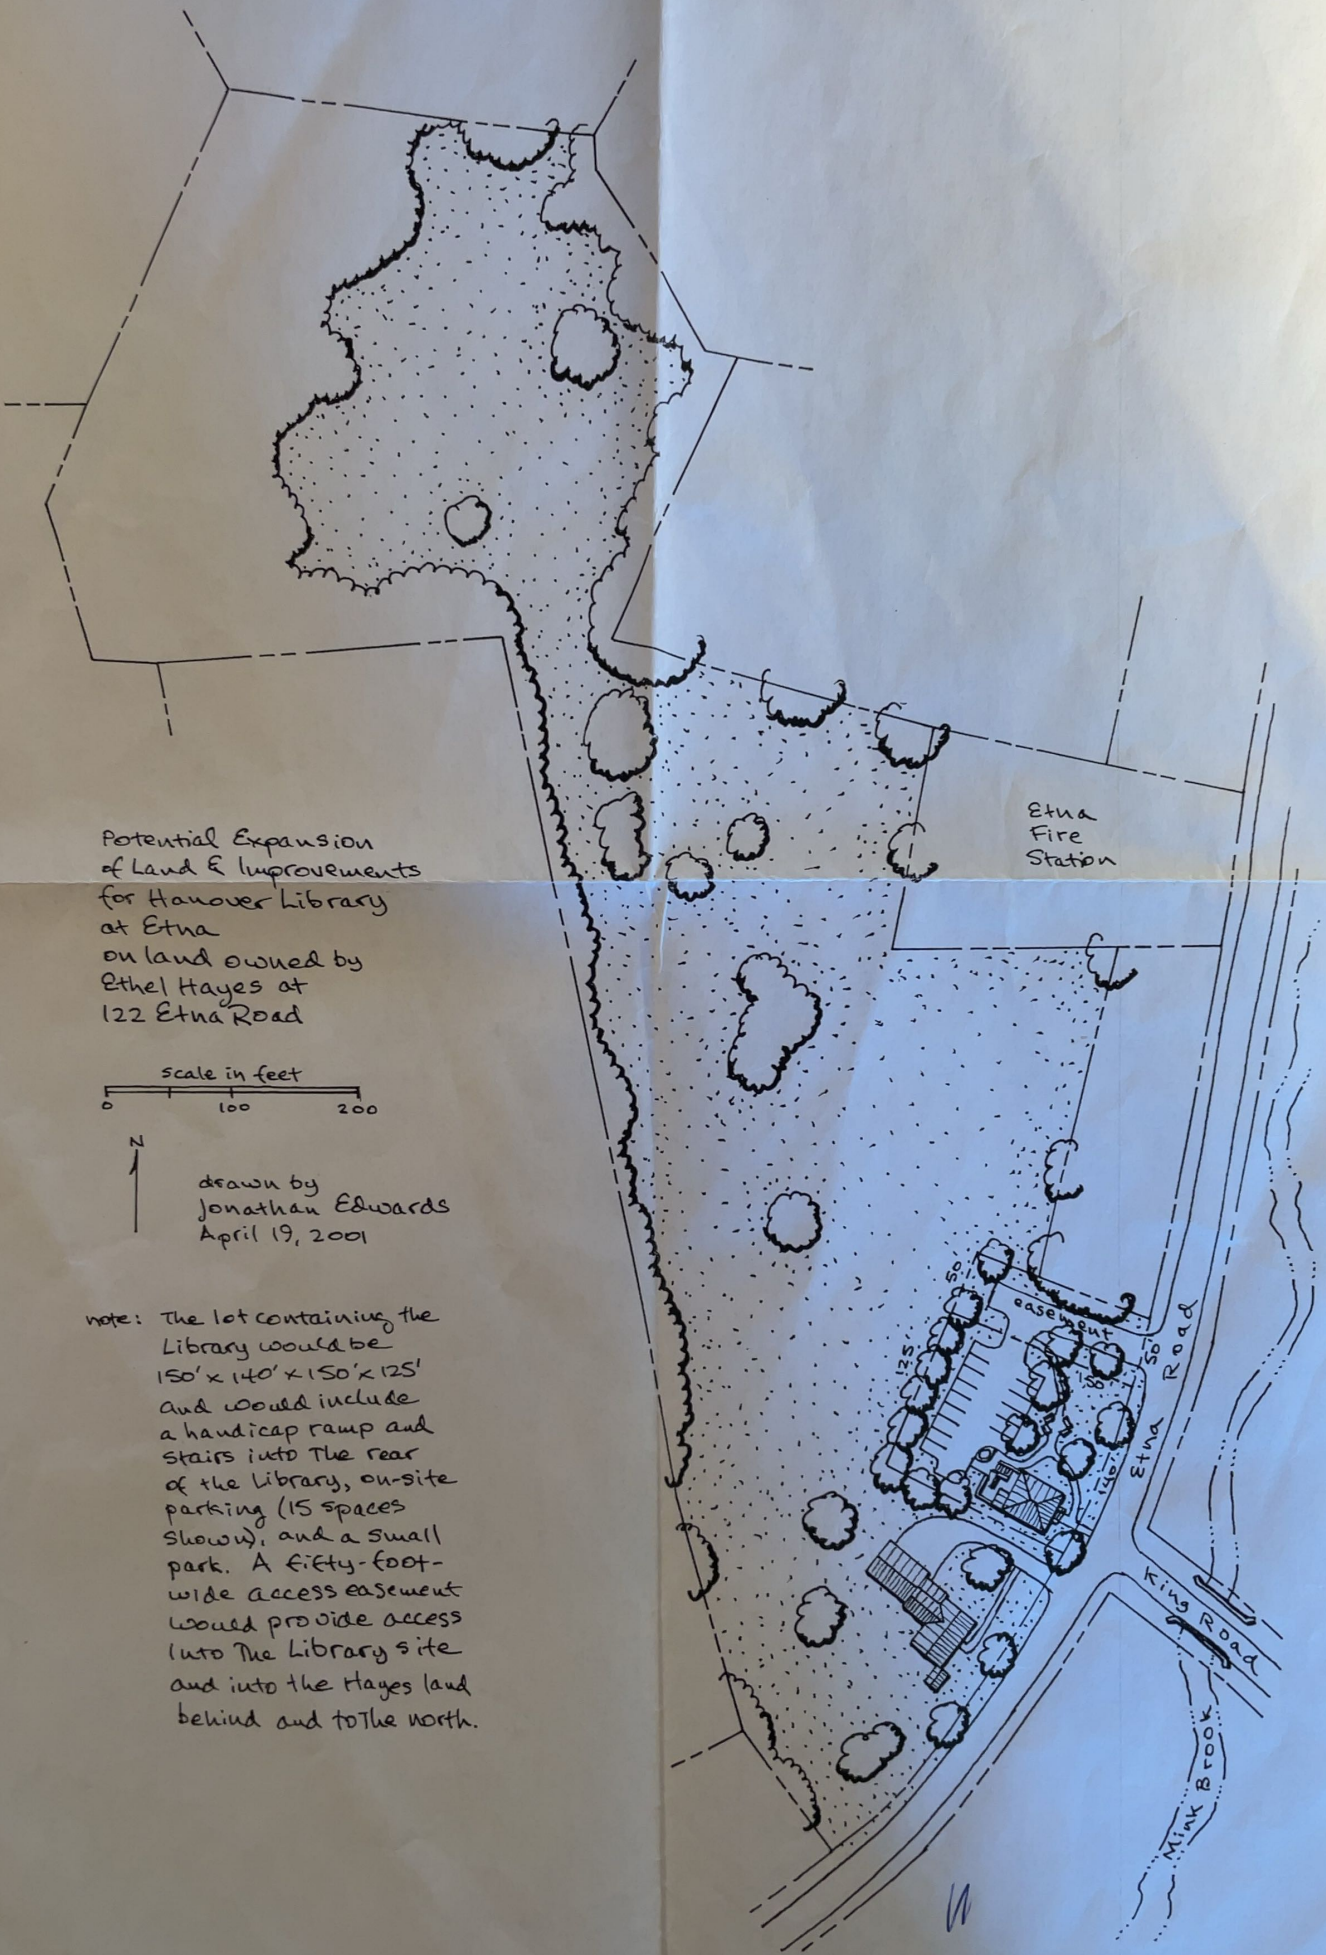 Potential Expansion
of Land & Improvements
for Hanover Library
at Etna
on land owned by
Ethel Hayes at
122 Etna Road
scale in feet
0 100 200
N
drawn by
Jonathan Edwards
April 19, 2001
note: The lot containing the
Library would be
150' x 140' x 150' x 125'
and would include
a handicap ramp and
stairs into The rear
of the Library, on-site
parking (15 spaces
shown), and a small
park. A fifty-foot-
wide access easement
would provide access
into The Library site
and into the Hayes land
behind and to The north.
Etna
Fire
Station
50'
easement
125'
50'
140'
Etna Road
King Road
Mink Brook